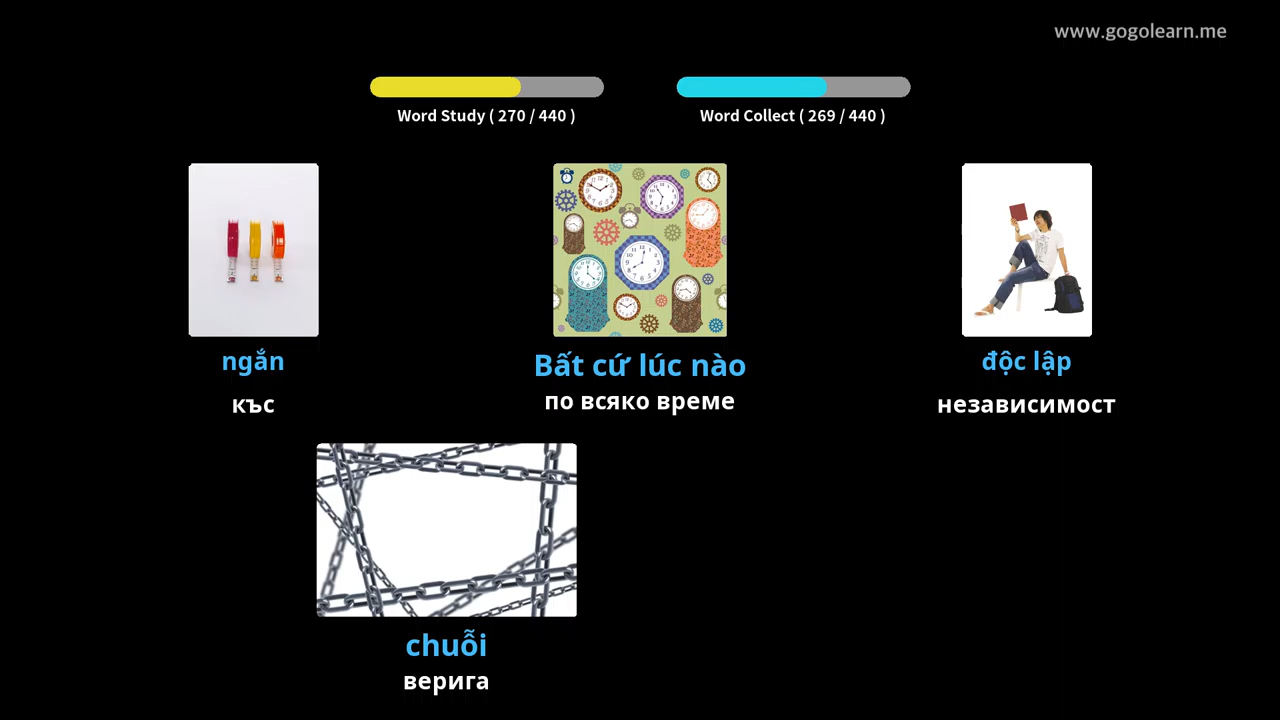 www.gogolearn.me
Word Study ( 270 / 440 )
Word Collect ( 269 / 440 )
ngắn
къс
Bất cứ lúc nào
по всяко време
độc lập
независимост
chuỗi
верига